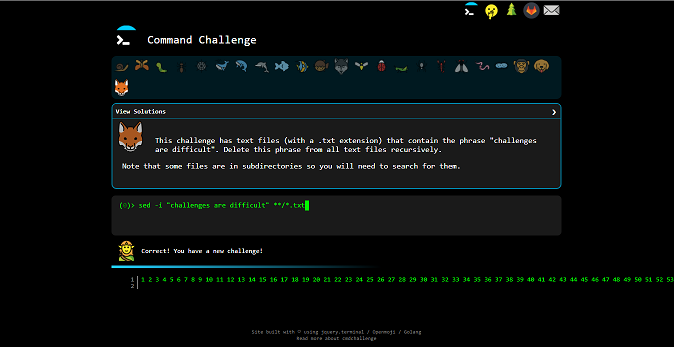 Command Challenge
View Solutions
This challenge has text files (with a .txt extension) that contain the phrase "challenges
are difficult". Delete this phrase from all text files recursively.
Note that some files are in subdirectories so you will need to search for them.
(0)> sed -i "challenges are difficult" **/*.txt
Correct! You have a new challenge!
1 1 2 3 4 5 6 7 8 9 10 11 12 13 14 15 16 17 18 19 20 21 22 23 24 25 26 27 28 29 30 31 32 33 34 35 36 37 38 39 40 41 42 43 44 45 46 47 48 49 50 51 52 53
2
Site built with © using jquery.terminal / Openmoji / Golang
Read more about cmdchallenge